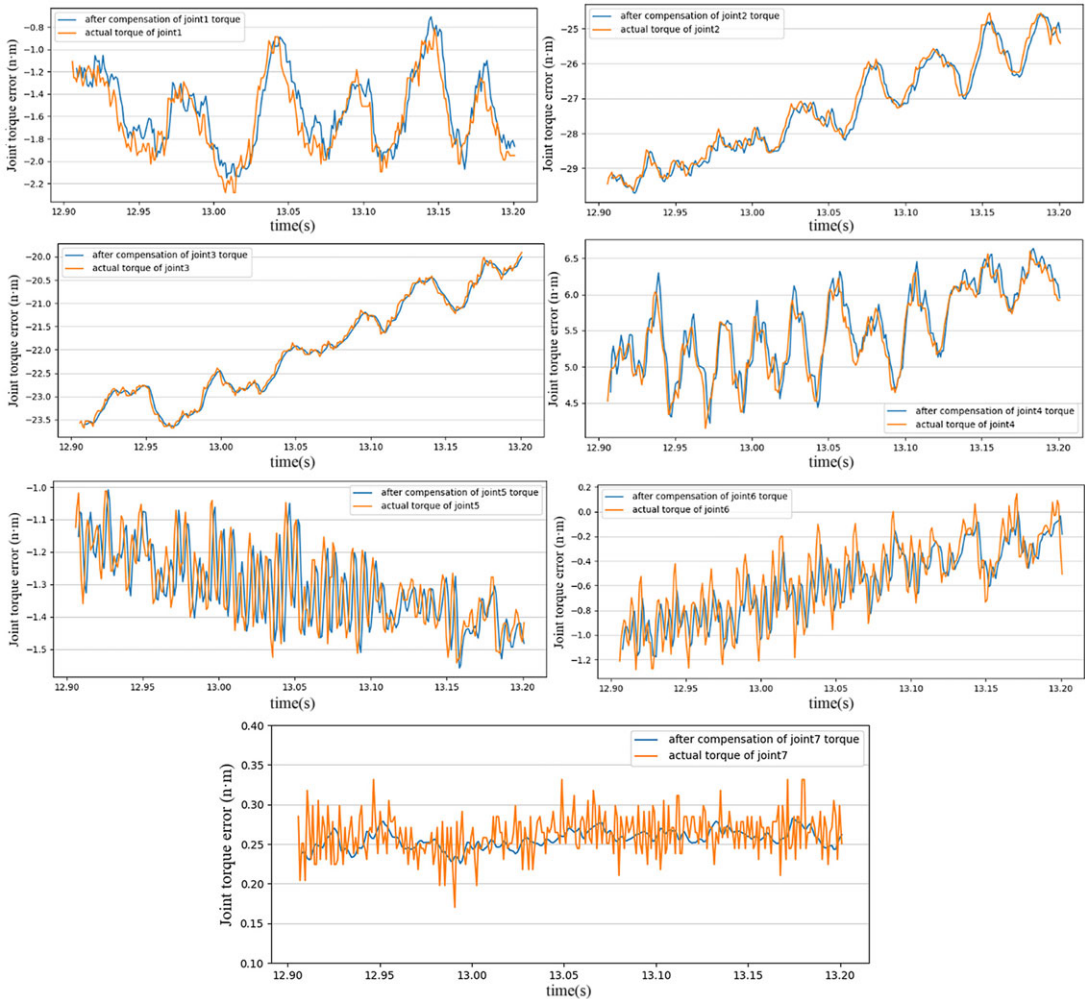 after compensation of joint1 torque
actual torque of joint1
Joint torque error (n·m)
−0.8
−1.0
−1.2
−1.4
−1.6
−1.8
−2.0
−2.2
12.90 12.95 13.00 13.05 13.10 13.15 13.20
time(s)
after compensation of joint2 torque
actual torque of joint2
Joint torque error (n·m)
−25
−26
−27
−28
−29
12.90 12.95 13.00 13.05 13.10 13.15 13.20
time(s)
after compensation of joint3 torque
actual torque of joint3
Joint torque error (n·m)
−20.0
−20.5
−21.0
−21.5
−22.0
−22.5
−23.0
−23.5
12.90 12.95 13.00 13.05 13.10 13.15 13.20
time(s)
after compensation of joint4 torque
actual torque of joint4
Joint torque error (n·m)
6.5
6.0
5.5
5.0
4.5
12.90 12.95 13.00 13.05 13.10 13.15 13.20
time(s)
after compensation of joint5 torque
actual torque of joint5
Joint torque error (n·m)
−1.0
−1.1
−1.2
−1.3
−1.4
−1.5
12.90 12.95 13.00 13.05 13.10 13.15 13.20
time(s)
after compensation of joint6 torque
actual torque of joint6
Joint torque error (n·m)
0.2
0.0
−0.2
−0.4
−0.6
−0.8
−1.0
−1.2
12.90 12.95 13.00 13.05 13.10 13.15 13.20
time(s)
after compensation of joint7 torque
actual torque of joint7
Joint torque error (n·m)
0.40
0.35
0.30
0.25
0.20
0.15
0.10
12.90 12.95 13.00 13.05 13.10 13.15 13.20
time(s)